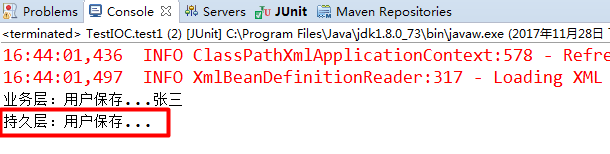 Problems Console Servers JUnit Maven Repositories
<terminated> TestIOC.test1 (2) [JUnit] C:\Program Files\Java\jdk1.8.0_73\bin\javaw.exe (2017年11月28日
16:44:01,436 INFO ClassPathXmlApplicationContext:578 - Refre
16:44:01,497 INFO XmlBeanDefinitionReader:317 - Loading XML
业务层：用户保存...张三
持久层：用户保存...